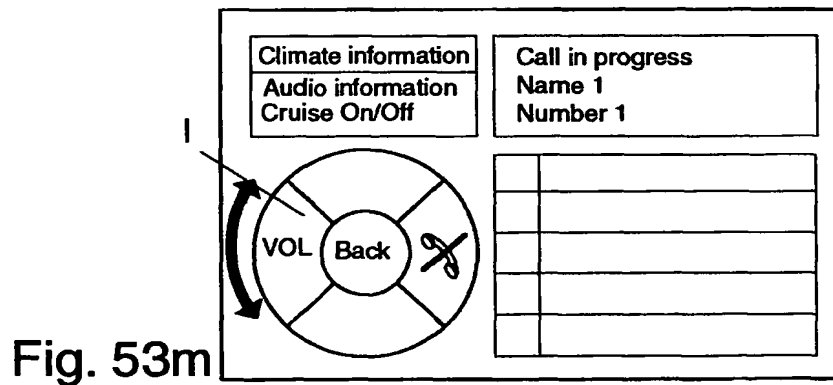 Climate information
Audio information
Cruise On/Off
Call in progress
Name 1
Number 1
I
VOL
Back
Fig. 53m